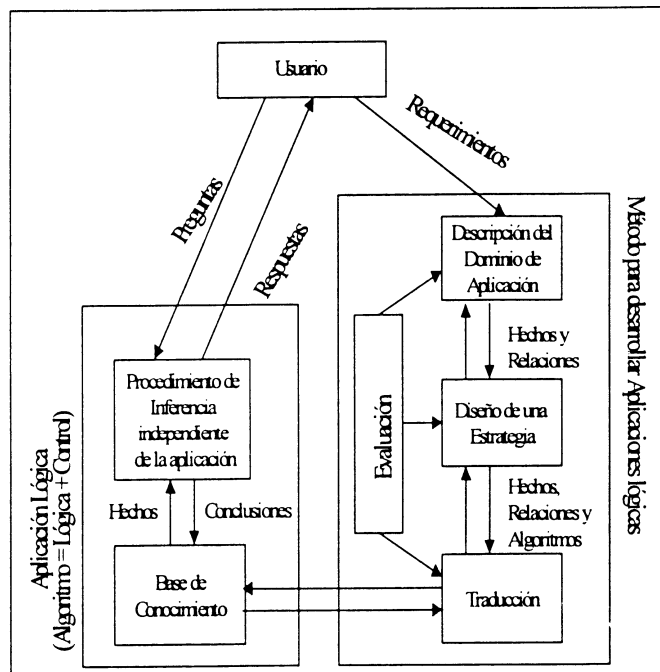 Usuario
Requerimientos
Preguntas
Respuestas
Método para desarrollar Aplicaciones lógicas
Descripción del
Dominio de
Aplicación
Hechos y
Relaciones
Evaluación
Diseño de una
Estrategia
Hechos,
Relaciones y
Algoritmos
Traducción
Aplicación Lógica
(Algoritmo = Lógica + Control)
Procedimiento de
Inferencia
independiente
de la aplicación
Hechos
Conclusiones
Base de
Conocimiento